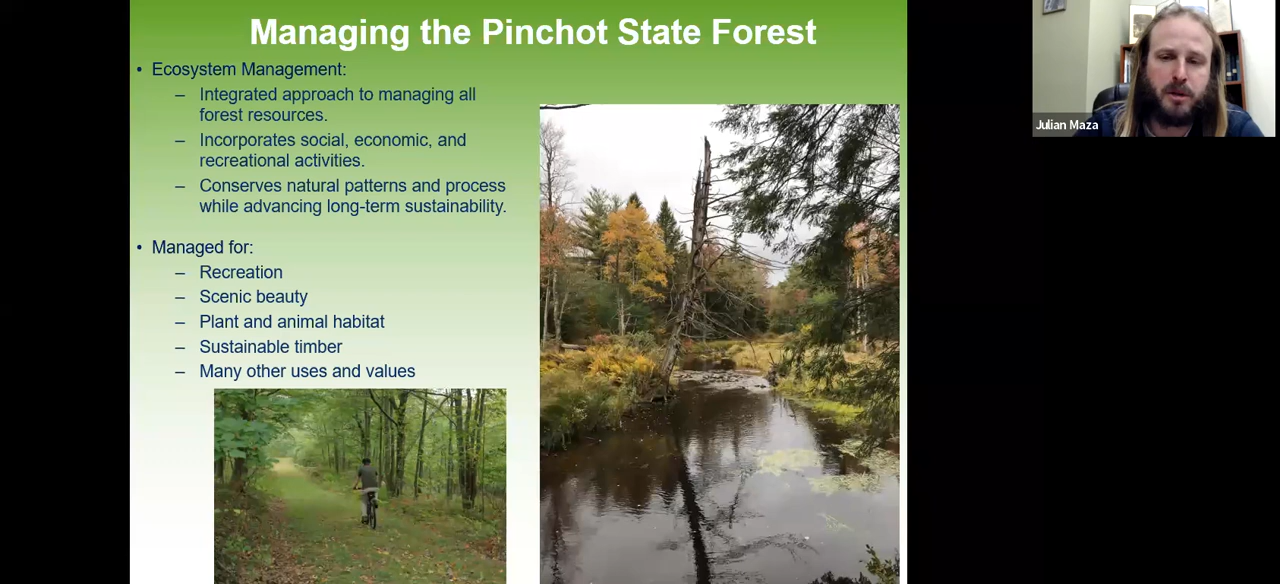 Managing the Pinchot State Forest
• Ecosystem Management:
– Integrated approach to managing all
forest resources.
– Incorporates social, economic, and
recreational activities.
– Conserves natural patterns and process
while advancing long-term sustainability.
• Managed for:
– Recreation
– Scenic beauty
– Plant and animal habitat
– Sustainable timber
– Many other uses and values
Julian Maza